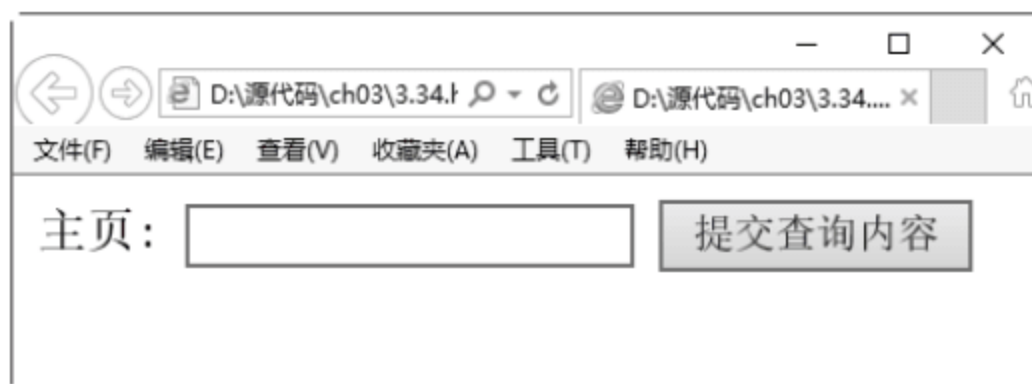 D:\源代码\ch03\3.34.h D:\源代码\ch03\3.34....
文件(F) 编辑(E) 查看(V) 收藏夹(A) 工具(T) 帮助(H)
主页: 提交查询内容